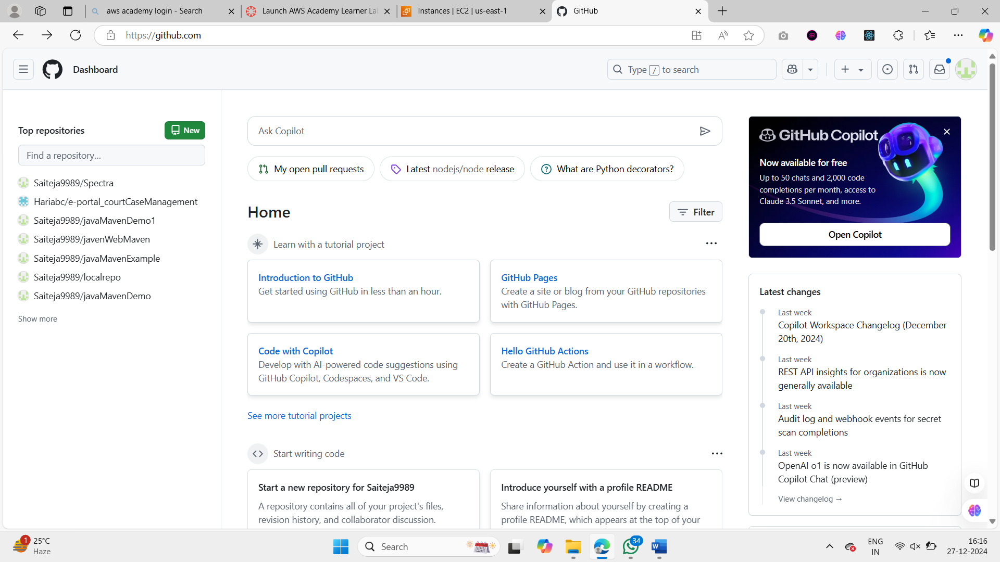 aws academy login - Search
Launch AWS Academy Learner La
Instances | EC2 | us-east-1
GitHub
https://github.com
Dashboard
Type / to search
Top repositories
New
Find a repository...
Saiteja9989/Spectra
Hariabc/e-portal_courtCaseManagement
Saiteja9989/javaMavenDemo1
Saiteja9989/javenWebMaven
Saiteja9989/javaMavenExample
Saiteja9989/localrepo
Saiteja9989/javaMavenDemo
Show more
Ask Copilot
My open pull requests
Latest nodejs/node release
What are Python decorators?
Home
Filter
Learn with a tutorial project
Introduction to GitHub
Get started using GitHub in less than an hour.
GitHub Pages
Create a site or blog from your GitHub repositories
with GitHub Pages.
Code with Copilot
Develop with AI-powered code suggestions using
GitHub Copilot, Codespaces, and VS Code.
Hello GitHub Actions
Create a GitHub Action and use it in a workflow.
See more tutorial projects
Start writing code
Start a new repository for Saiteja9989
A repository contains all of your project's files,
revision history, and collaborator discussion.
Introduce yourself with a profile README
Share information about yourself by creating a
profile README, which appears at the top of your
GitHub Copilot
Now available for free
Up to 50 chats and 2,000 code
completions per month, access to
Claude 3.5 Sonnet, and more.
Open Copilot
Latest changes
Last week
Copilot Workspace Changelog (December
20th, 2024)
Last week
REST API insights for organizations is now
generally available
Last week
Audit log and webhook events for secret
scan completions
Last week
OpenAI o1 is now available in GitHub
Copilot Chat (preview)
View changelog →
1
25°C
Haze
Search
34
ENG
IN
16:16
27-12-2024